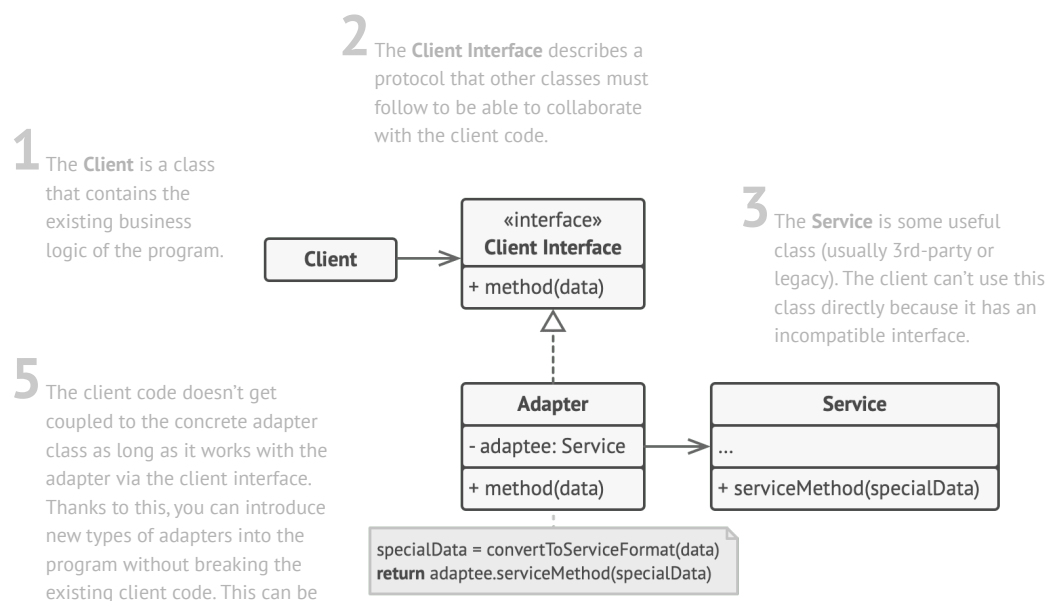 2
The Client Interface describes a
protocol that other classes must
follow to be able to collaborate
with the client code.
1
The Client is a class
that contains the
existing business
logic of the program.
Client
«interface»
Client Interface
+ method(data)
3
The Service is some useful
class (usually 3rd-party or
legacy). The client can’t use this
class directly because it has an
incompatible interface.
5
The client code doesn’t get
coupled to the concrete adapter
class as long as it works with the
adapter via the client interface.
Thanks to this, you can introduce
new types of adapters into the
program without breaking the
existing client code. This can be
Adapter
- adaptee: Service
+ method(data)
Service
...
+ serviceMethod(specialData)
specialData = convertToServiceFormat(data)
return adaptee.serviceMethod(specialData)